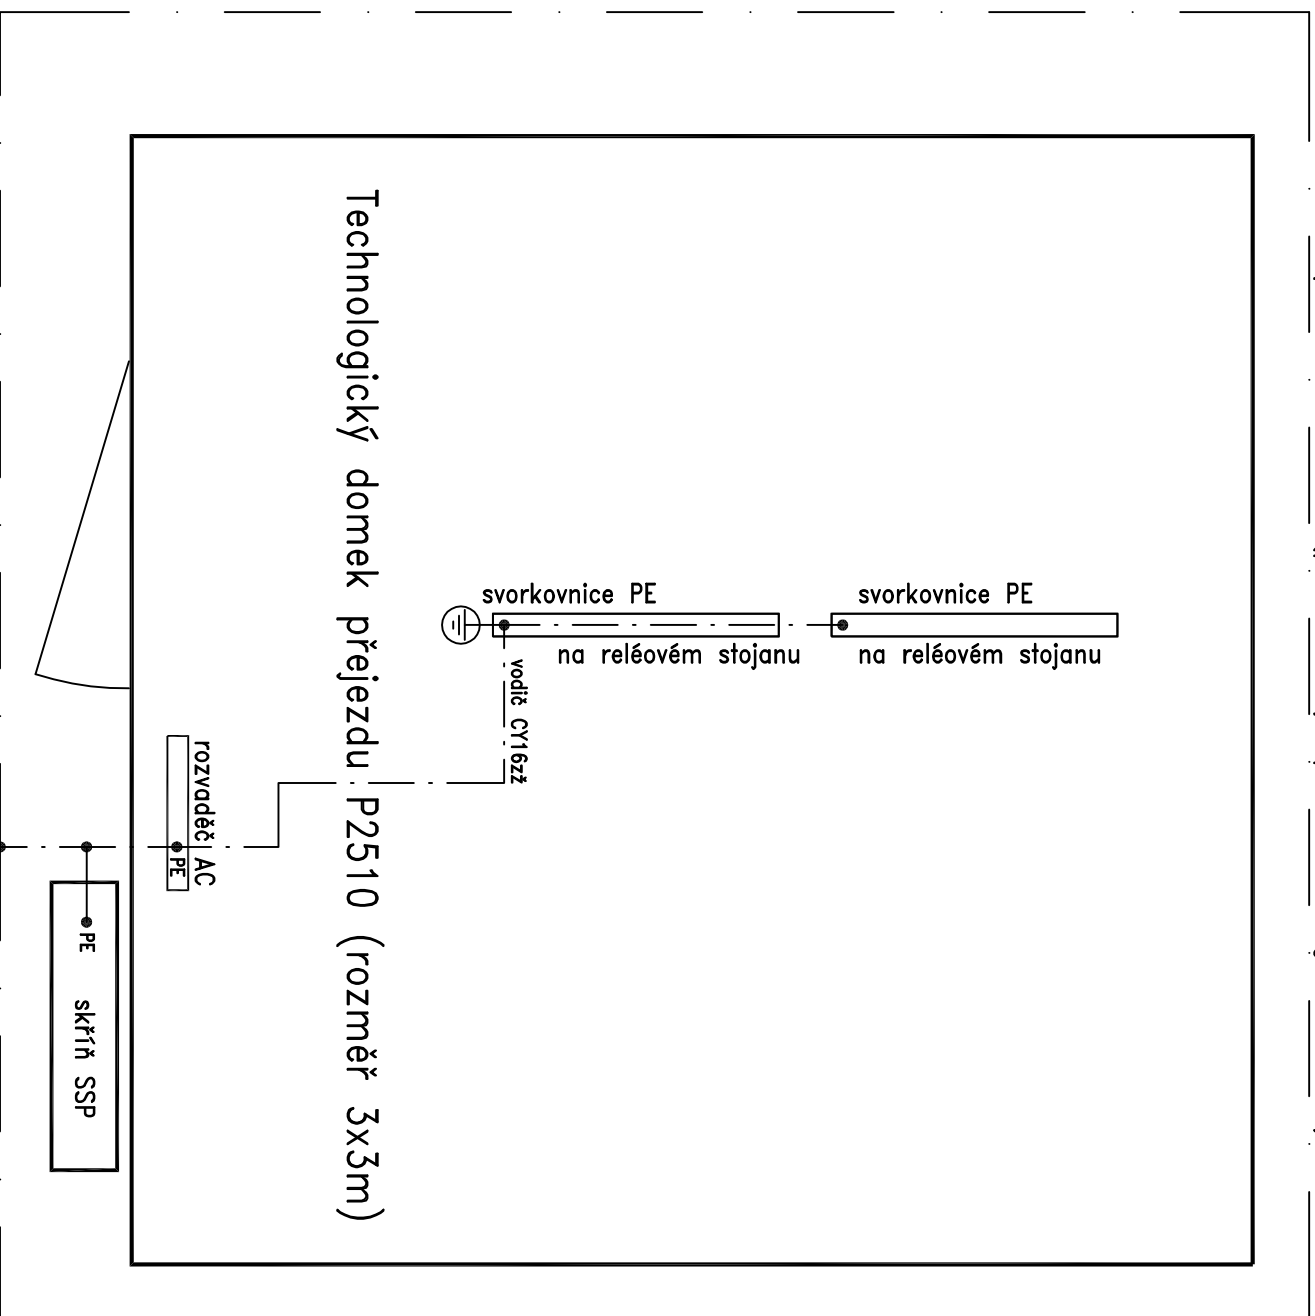 Technologický domek přejezdu P2510 (rozměr 3x3m)
svorkovnice PE
na reléovém stojanu
svorkovnice PE
na reléovém stojanu
vodič CY16zž
rozvaděč AC
PE
PE
skříň SSP